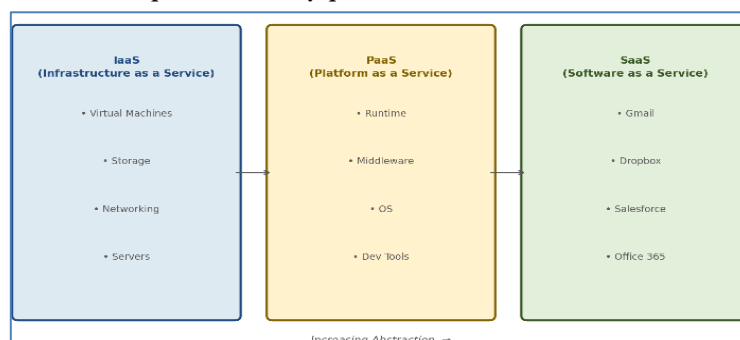 IaaS
(Infrastructure as a Service)
• Virtual Machines
• Storage
• Networking
• Servers
PaaS
(Platform as a Service)
• Runtime
• Middleware
• OS
• Dev Tools
SaaS
(Software as a Service)
• Gmail
• Dropbox
• Salesforce
• Office 365
Increasing Abstraction →